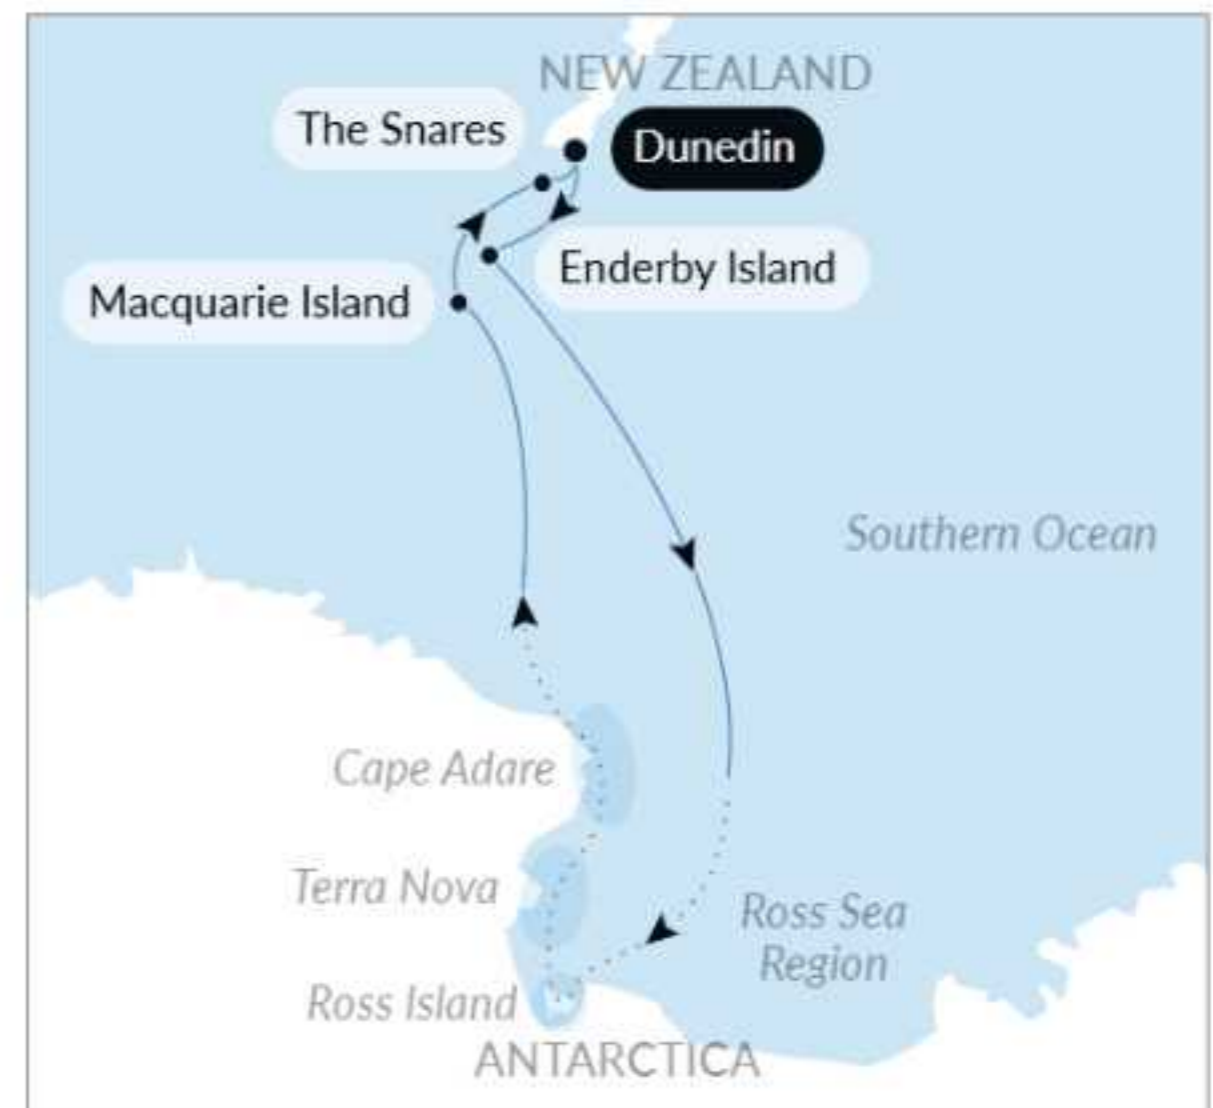 NEW ZEALAND
The Snares
Dunedin
Enderby Island
Macquarie Island
Southern Ocean
Cape Adare
Terra Nova
Ross Sea
Region
Ross Island
ANTARCTICA